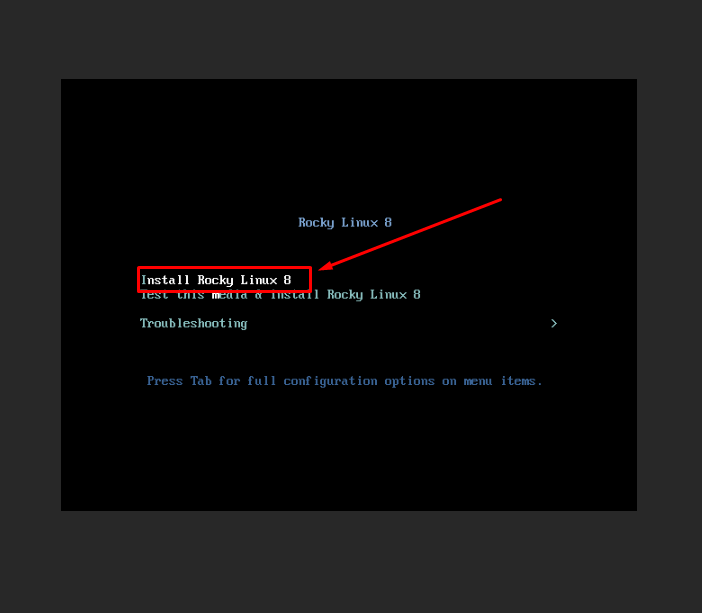 Rocky Linux 8
Install Rocky Linux 8
Test this media & install Rocky Linux 8
Troubleshooting >
Press Tab for full configuration options on menu items.